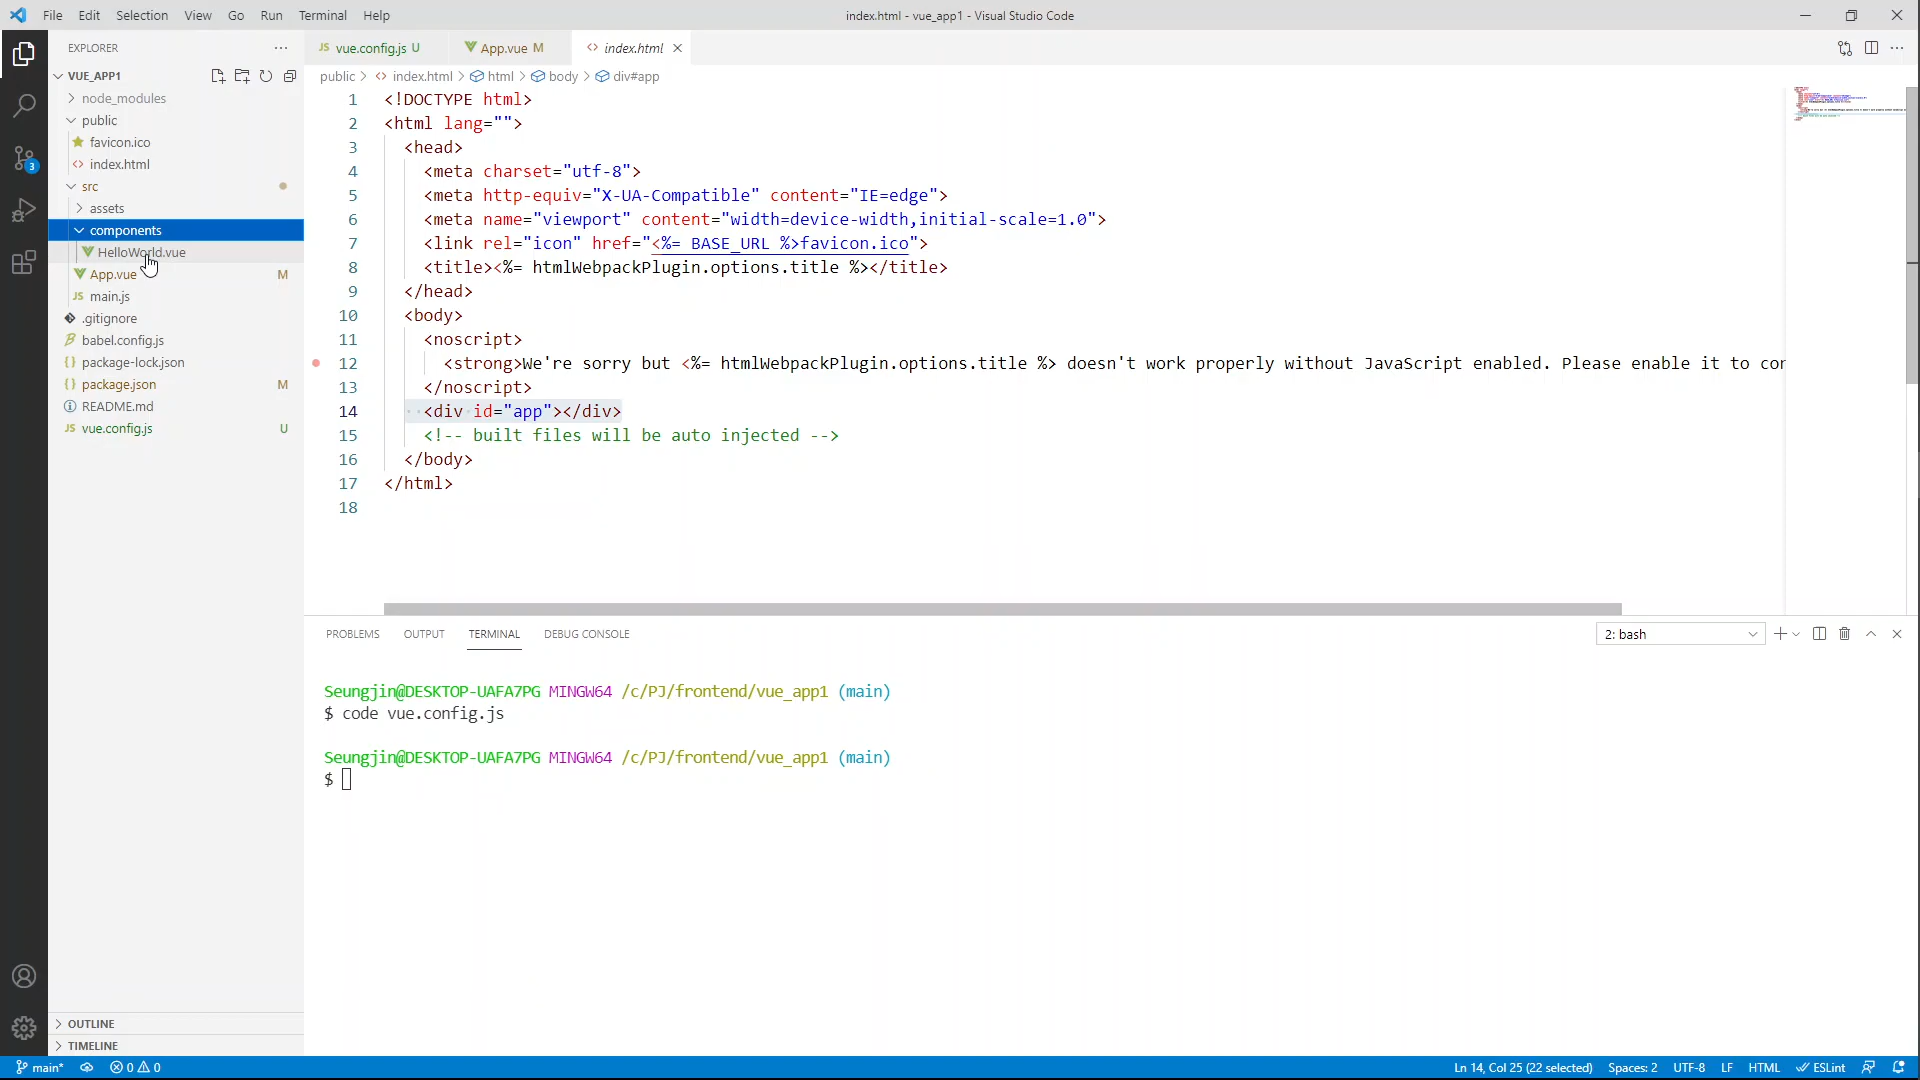 File Edit Selection View Go Run Terminal Help
index.html - vue_app1 - Visual Studio Code
EXPLORER
VUE_APP1
node_modules
public
favicon.ico
index.html
src
assets
components
HelloWorld.vue
App.vue M
main.js
.gitignore
babel.config.js
package-lock.json
package.json M
README.md
vue.config.js U
OUTLINE
TIMELINE
3
JS vue.config.js U App.vue M <> index.html
public > <> index.html > html > body > div#app
1 <!DOCTYPE html>
2 <html lang="">
3 <head>
4 <meta charset="utf-8">
5 <meta http-equiv="X-UA-Compatible" content="IE=edge">
6 <meta name="viewport" content="width=device-width,initial-scale=1.0">
7 <link rel="icon" href="<%= BASE_URL %>favicon.ico">
8 <title><%= htmlWebpackPlugin.options.title %></title>
9 </head>
10 <body>
11 <noscript>
12 <strong>We're sorry but <%= htmlWebpackPlugin.options.title %> doesn't work properly without JavaScript enabled. Please enable it to con
13 </noscript>
14 <div id="app"></div>
15 <!-- built files will be auto injected -->
16 </body>
17 </html>
18
PROBLEMS OUTPUT TERMINAL DEBUG CONSOLE
2: bash
Seungjin@DESKTOP-UAFA7PG MINGW64 /c/PJ/frontend/vue_app1 (main)
$ code vue.config.js
Seungjin@DESKTOP-UAFA7PG MINGW64 /c/PJ/frontend/vue_app1 (main)
$
main* 0 0
Ln 14, Col 25 (22 selected) Spaces: 2 UTF-8 LF HTML ESLint